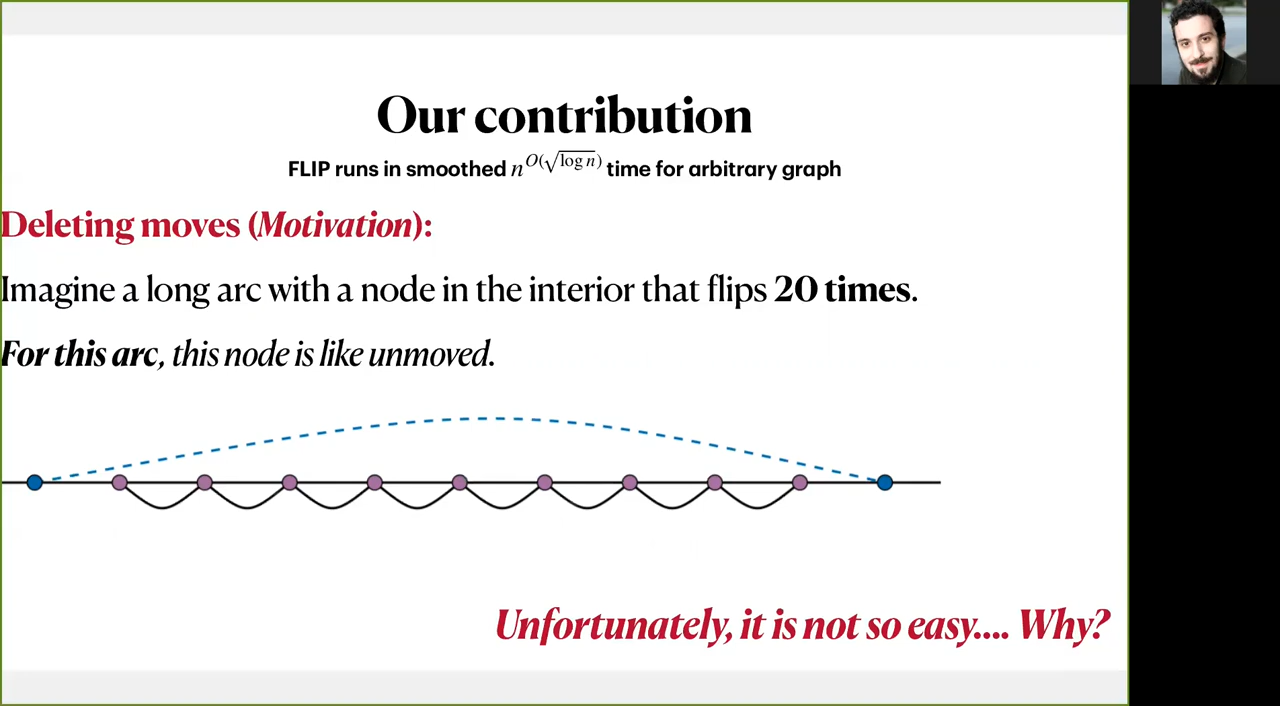 Our contribution
FLIP runs in smoothed n^{O(√log n)} time for arbitrary graph
Deleting moves (Motivation):
Imagine a long arc with a node in the interior that flips 20 times.
For this arc, this node is like unmoved.
Unfortunately, it is not so easy.... Why?